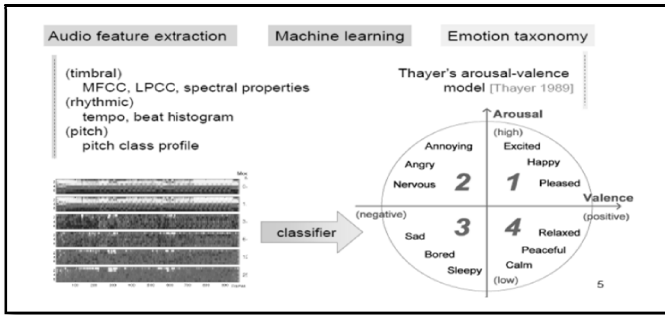 Audio feature extraction
Machine learning
Emotion taxonomy
(timbral)
MFCC, LPCC, spectral properties
(rhythmic)
tempo, beat histogram
(pitch)
pitch class profile
classifier
Thayer's arousal-valence
model [Thayer 1989]
Arousal
(high)
Annoying
Excited
Angry
Happy
Nervous
2
1
Pleased
Valence
(negative)
(positive)
3
4
Sad
Relaxed
Bored
Peaceful
Sleepy
Calm
(low)
5